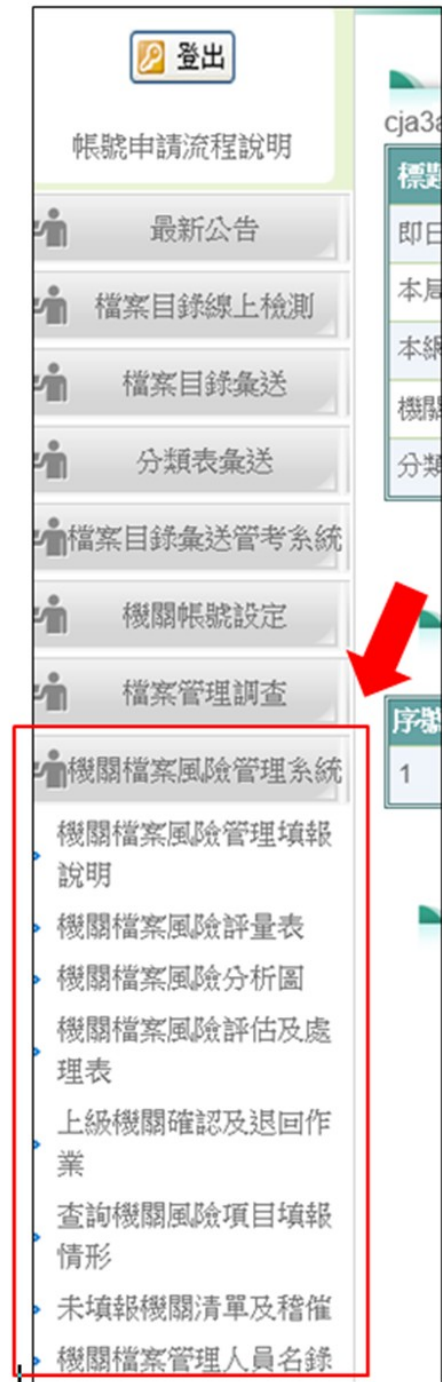 登出
帳號申請流程說明
最新公告
檔案目錄線上檢測
檔案目錄彙送
分類表彙送
檔案目錄彙送管考系統
機關帳號設定
檔案管理調查
機關檔案風險管理系統
機關檔案風險管理填報
說明
機關檔案風險評量表
機關檔案風險分析圖
機關檔案風險評估及處
理表
上級機關確認及退回作
業
查詢機關風險項目填報
情形
未填報機關清單及稽催
機關檔案管理人員名錄
cja3a
標題
即日
本局
本網
機關
分類
序號
1